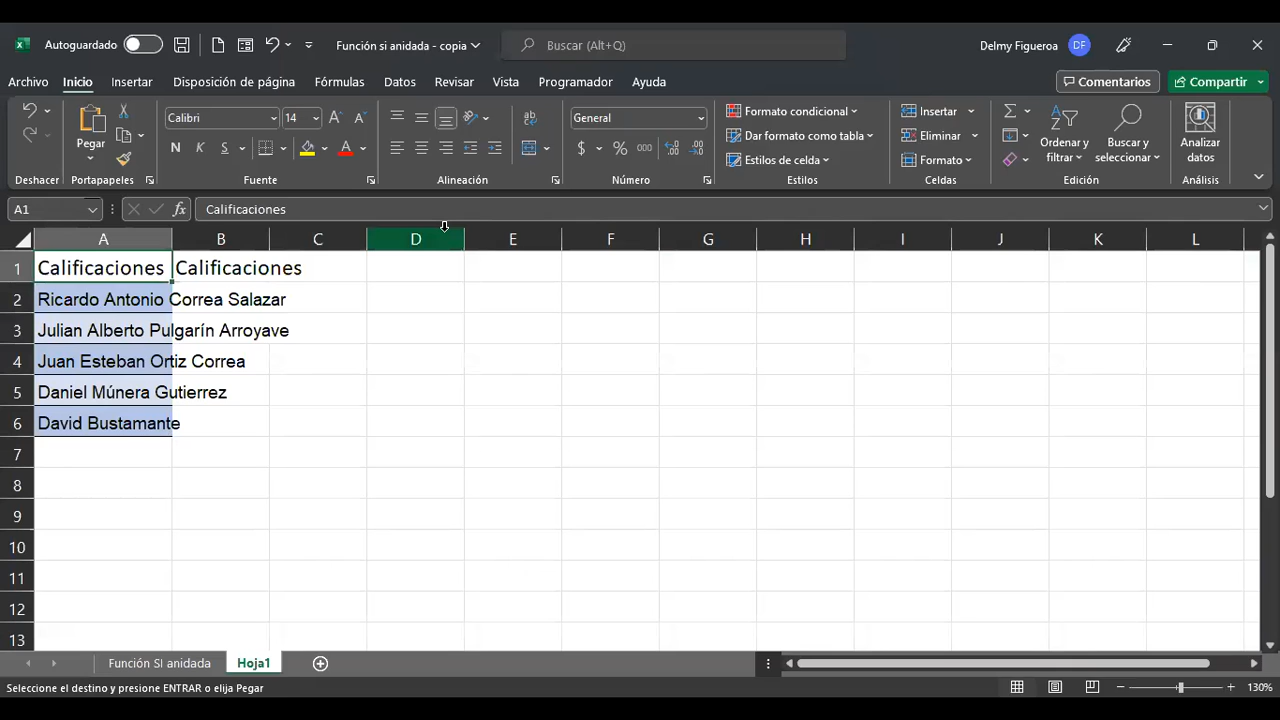 Autoguardado
Función si anidada - copia
Buscar (Alt+Q)
Delmy Figueroa
DF
Archivo Inicio Insertar Disposición de página Fórmulas Datos Revisar Vista Programador Ayuda
Comentarios
Compartir
Pegar
Calibri 14
N K S
General
$ % 000
Formato condicional
Dar formato como tabla
Estilos de celda
Insertar
Eliminar
Formato
Ordenar y
filtrar
Buscar y
seleccionar
Analizar
datos
Deshacer Portapapeles Fuente Alineación Número Estilos Celdas Edición Análisis
A1 fx Calificaciones
A B C D E F G H I J K L
1 Calificaciones Calificaciones
2 Ricardo Antonio Correa Salazar
3 Julian Alberto Pulgarín Arroyave
4 Juan Esteban Ortiz Correa
5 Daniel Múnera Gutierrez
6 David Bustamante
7
8
9
10
11
12
13
Función SI anidada Hoja1
Seleccione el destino y presione ENTRAR o elija Pegar
130%